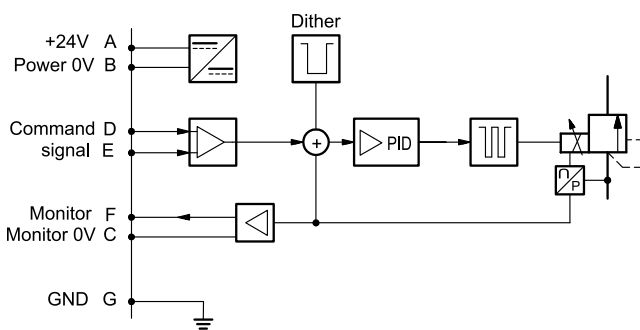 Dither
+24V A
Power 0V B
Command D
signal E
+
PID
Monitor F
Monitor 0V C
P
GND G